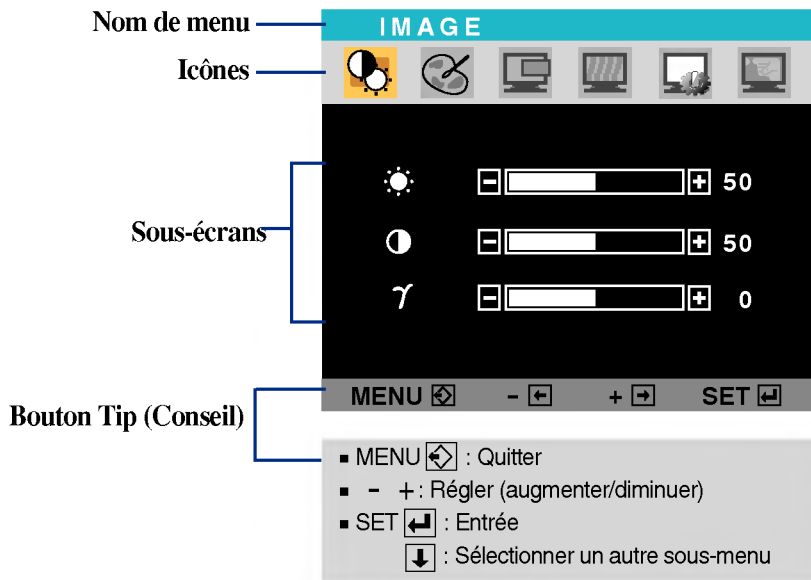 Nom de menu
IMAGE
Icônes
Sous-écrans
- + 50
- + 50
γ - + 0
Bouton Tip (Conseil)
MENU - + SET
▪ MENU : Quitter
▪ - + : Régler (augmenter/diminuer)
▪ SET : Entrée
: Sélectionner un autre sous-menu